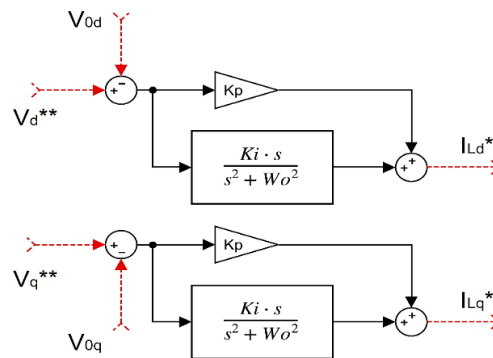 V0d
Vd**
+ −
Kp
Ki · s
s² + Wo²
+ +
ILd*
Vq**
+ −
Kp
V0q
Ki · s
s² + Wo²
+ +
ILq*